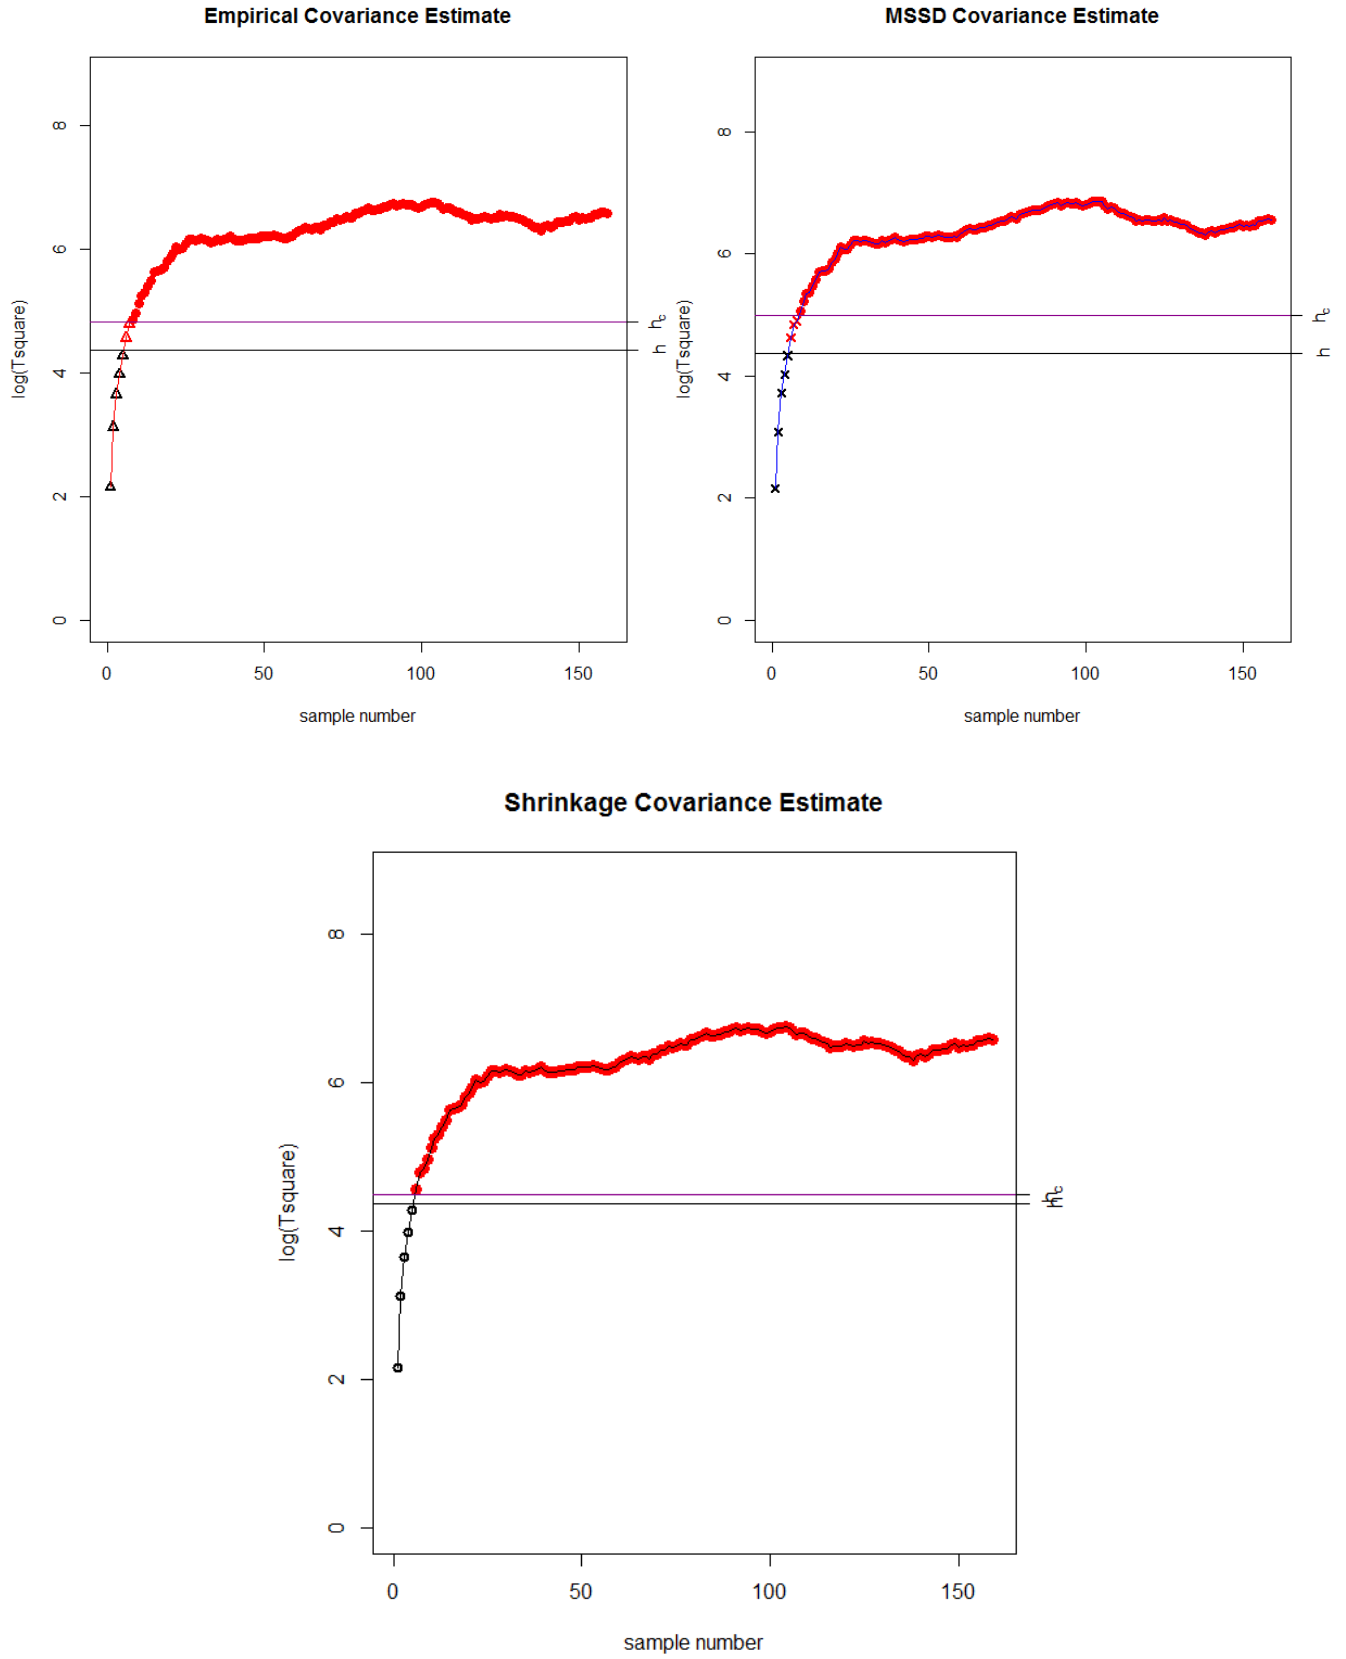 Empirical Covariance Estimate
log(Tsquare)
8
6
4
2
0
hc
h
0 50 100 150
sample number
MSSD Covariance Estimate
log(Tsquare)
8
6
4
2
0
hc
h
0 50 100 150
sample number
Shrinkage Covariance Estimate
log(Tsquare)
8
6
4
2
0
hc
h
0 50 100 150
sample number